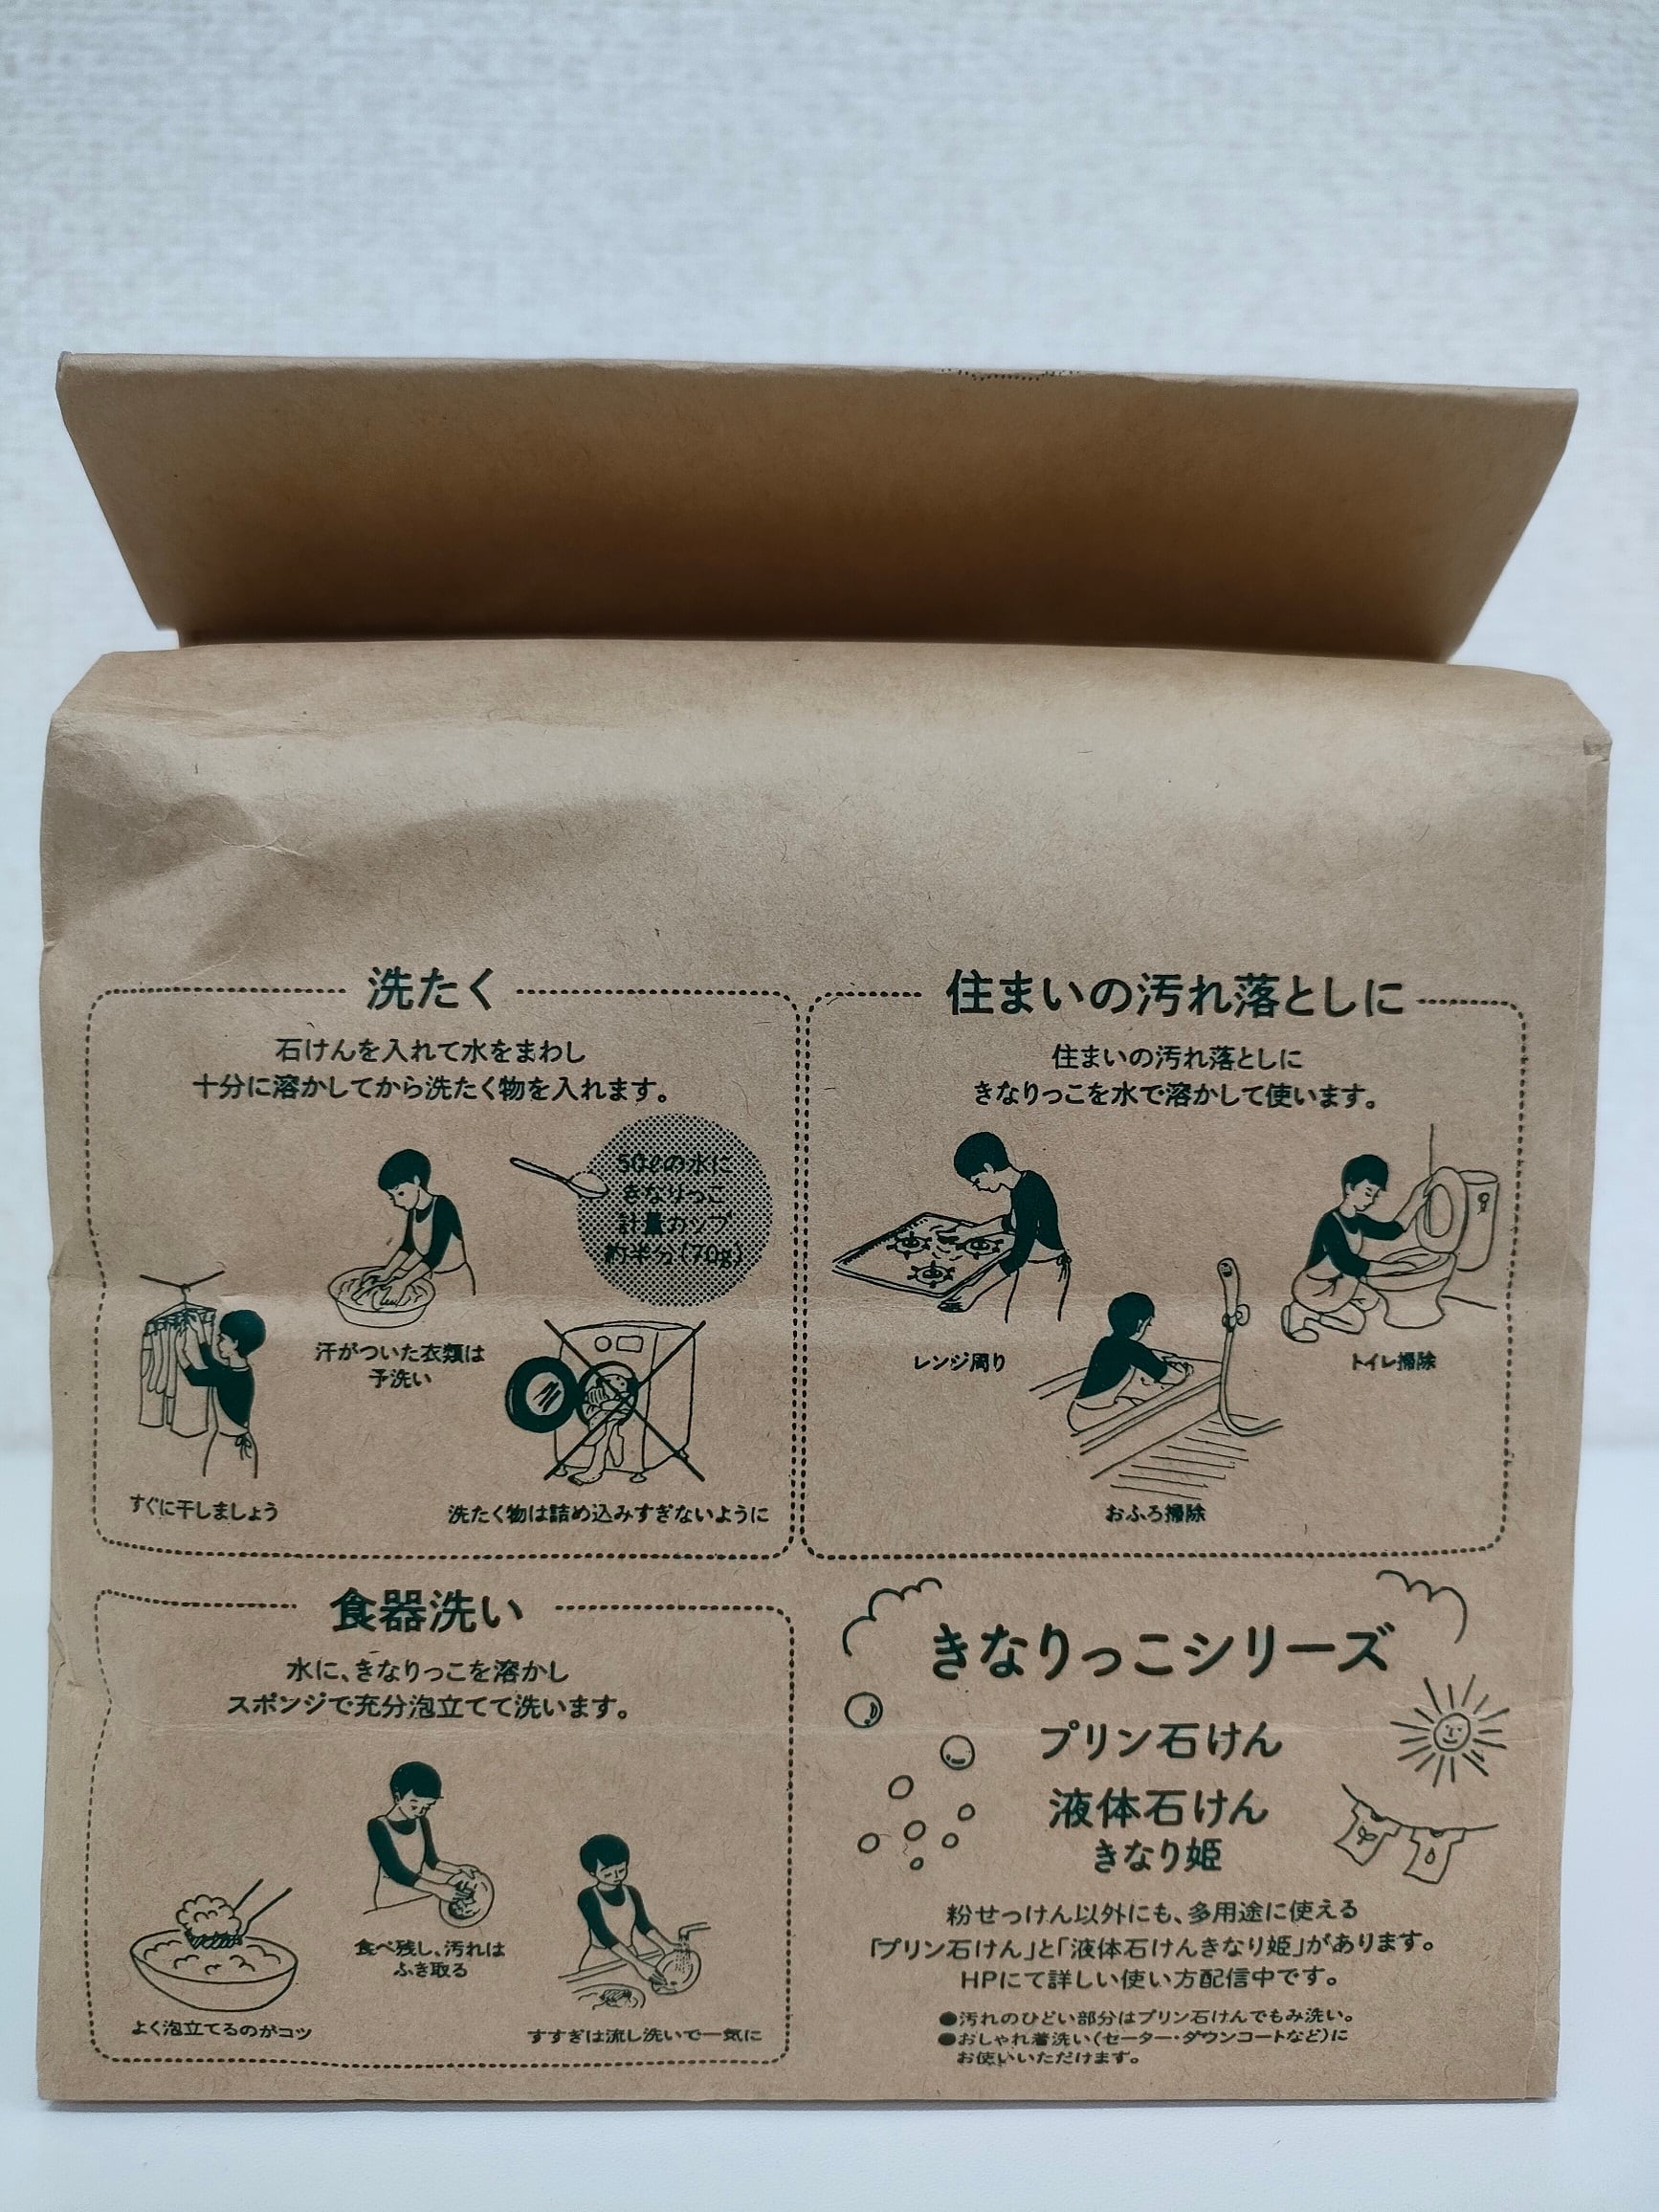 洗たく
石けんを入れて水をまわし
十分に溶かしてから洗たく物を入れます。
50ℓの水に
きなりっこ
計量カップ
(70g)
汗がついた衣類は
予洗い
すぐに干しましょう
洗たく物は詰め込みすぎないように
住まいの汚れ落としに
住まいの汚れ落としに
きなりっこを水で溶かして使います。
レンジ周り
トイレ掃除
おふろ掃除
食器洗い
水に、きなりっこを溶かし
スポンジで充分泡立てて洗います。
食べ残し、汚れは
ふき取る
よく泡立てるのがコツ
すすぎは流し洗いで一気に
きなりっこシリーズ
プリン石けん
液体石けん
きなり姫
粉せっけん以外にも、多用途に使える
「プリン石けん」と「液体石けんきなり姫」があります。
HPにて詳しい使い方配信中です。
●汚れのひどい部分はプリン石けんでもみ洗い。
●おしゃれ着洗い(セーター・ダウンコートなど)に
お使いいただけます。